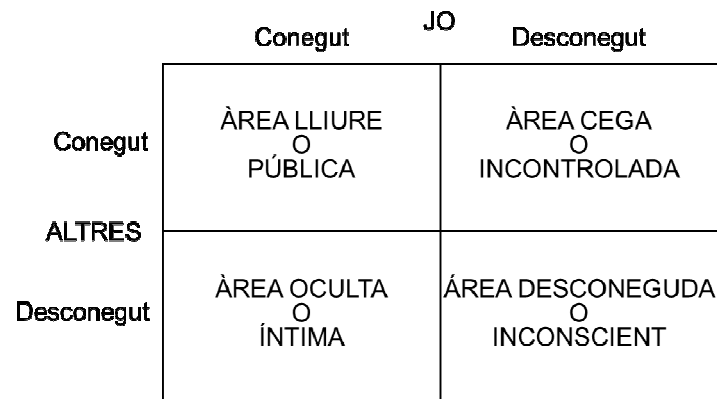 JO
Conegut
Desconegut
Conegut
ÀREA LLIURE
O
PÚBLICA
ÀREA CEGA
O
INCONTROLADA
ALTRES
Desconegut
ÀREA OCULTA
O
ÍNTIMA
ÁREA DESCONEGUDA
O
INCONSCIENT